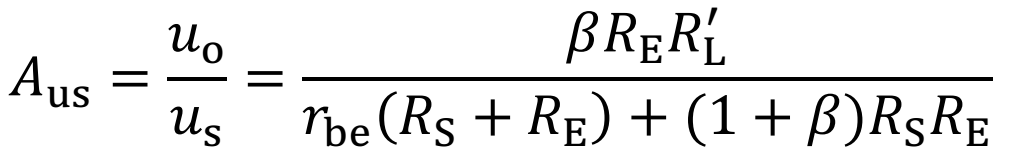 A_us = u_o/u_s = βR_E R′_L / (r_be(R_S + R_E) + (1 + β)R_S R_E)